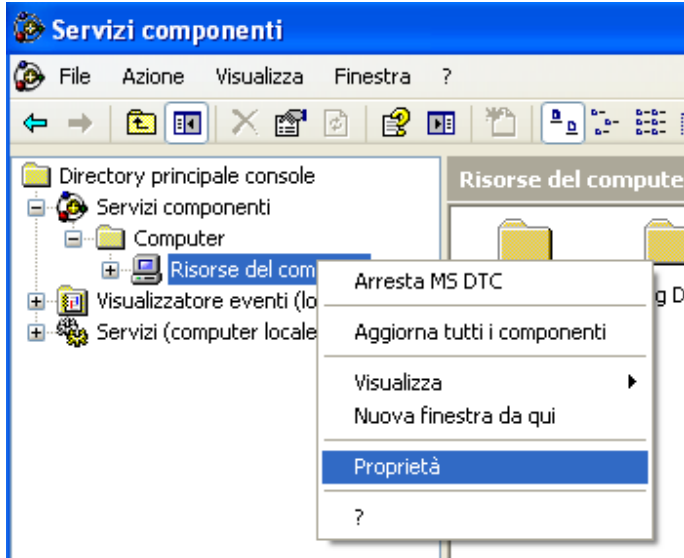 Servizi componenti
File Azione Visualizza Finestra ?
Directory principale console
Servizi componenti
Computer
Risorse del com
Visualizzatore eventi (lo
Servizi (computer locale
Risorse del compute
g D
Arresta MS DTC
Aggiorna tutti i componenti
Visualizza
Nuova finestra da qui
Proprietà
?